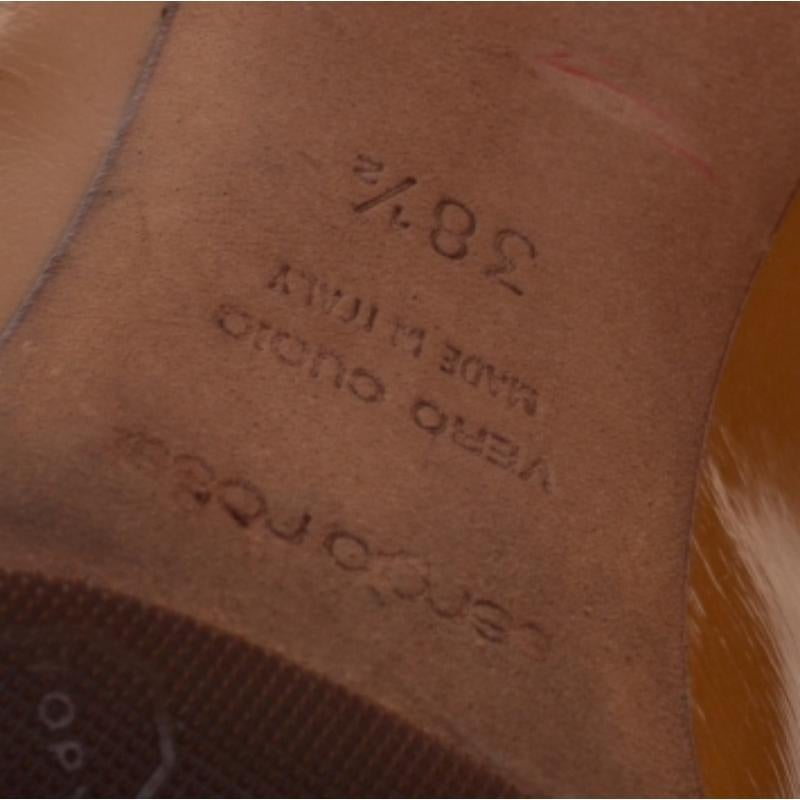 sergio rossi
VERO CUOIO
MADE IN ITALY
38½